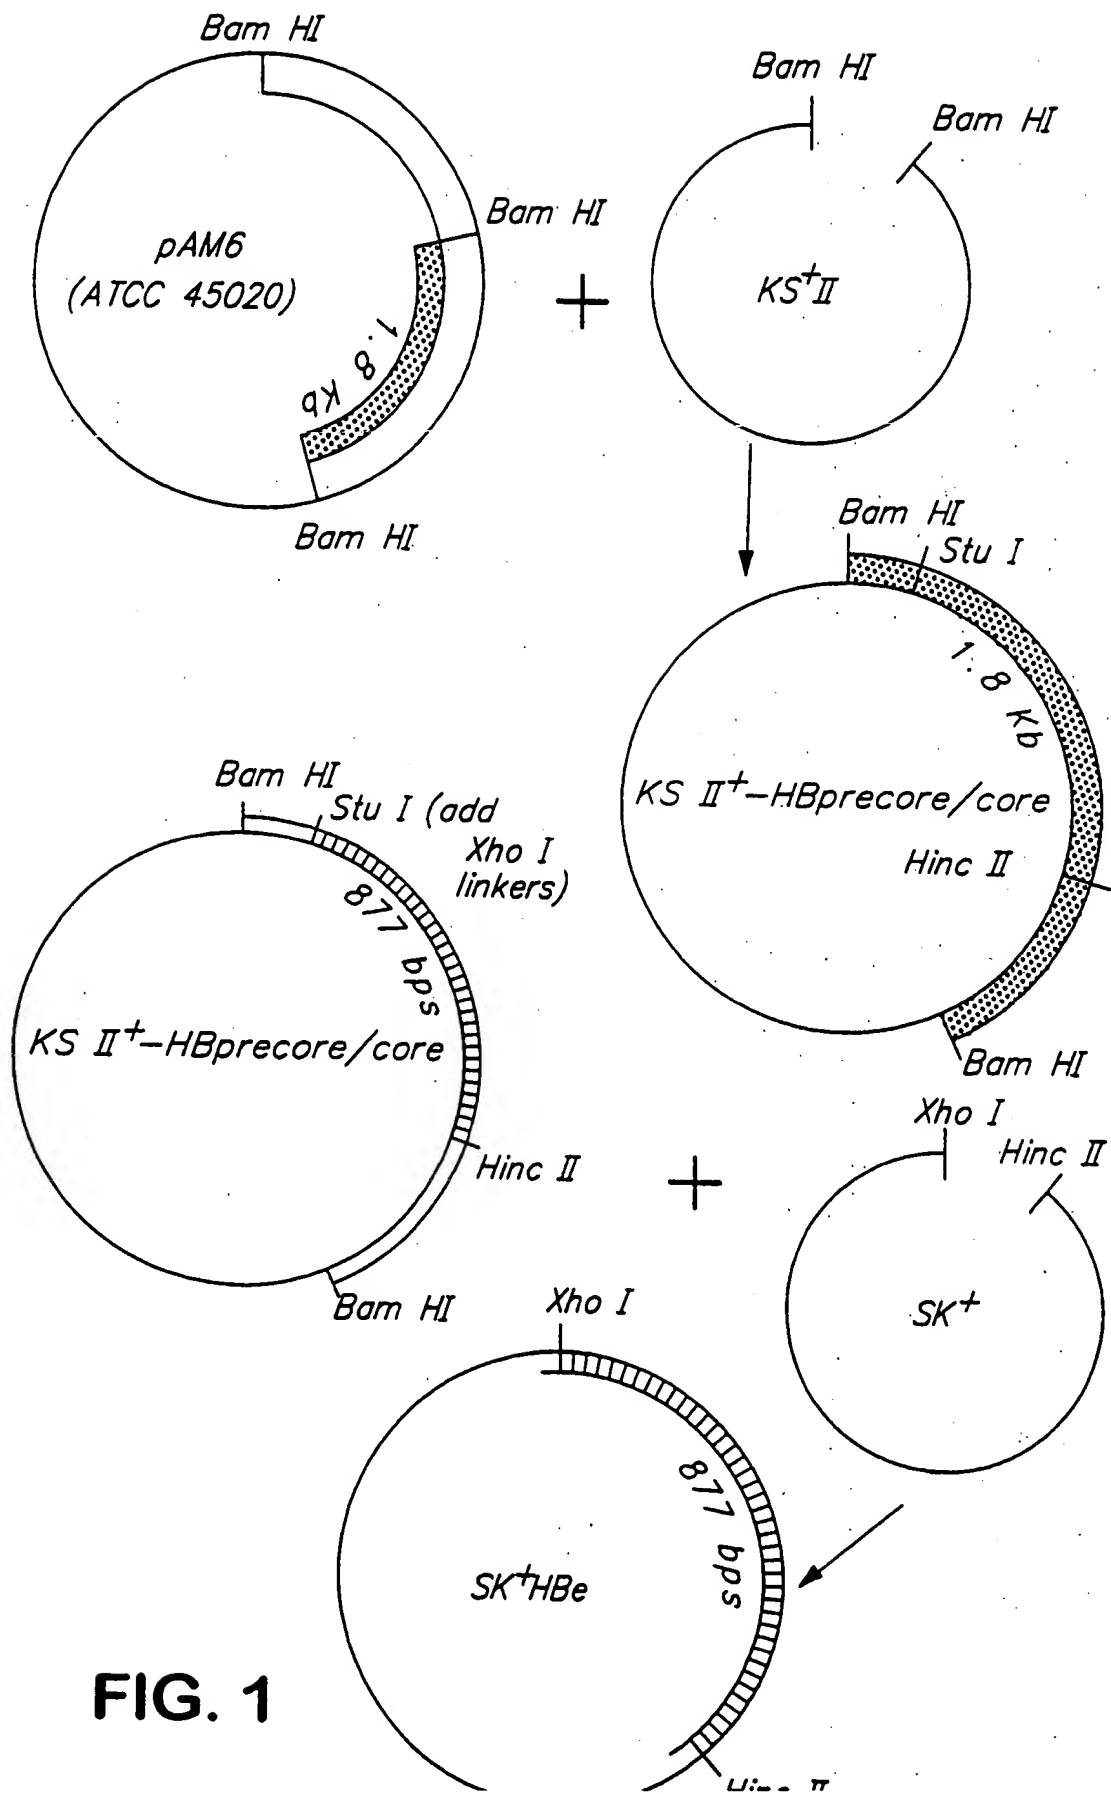 Bam HI
Bam HI
Bam HI
Bam HI
pAM6
(ATCC 45020)
+
KS+II
1.8 Kb
Bam HI
Bam HI
Stu I
1.8 Kb
Bam HI
Stu I (add
Xho I
linkers)
KS II+-HBprecore/core
877 bps
Hinc II
KS II+-HBprecore/core
Bam HI
Xho I
Hinc II
Hinc II
+
Bam HI
Xho I
SK+
877 bps
SK+HBe
FIG. 1
Hinc II